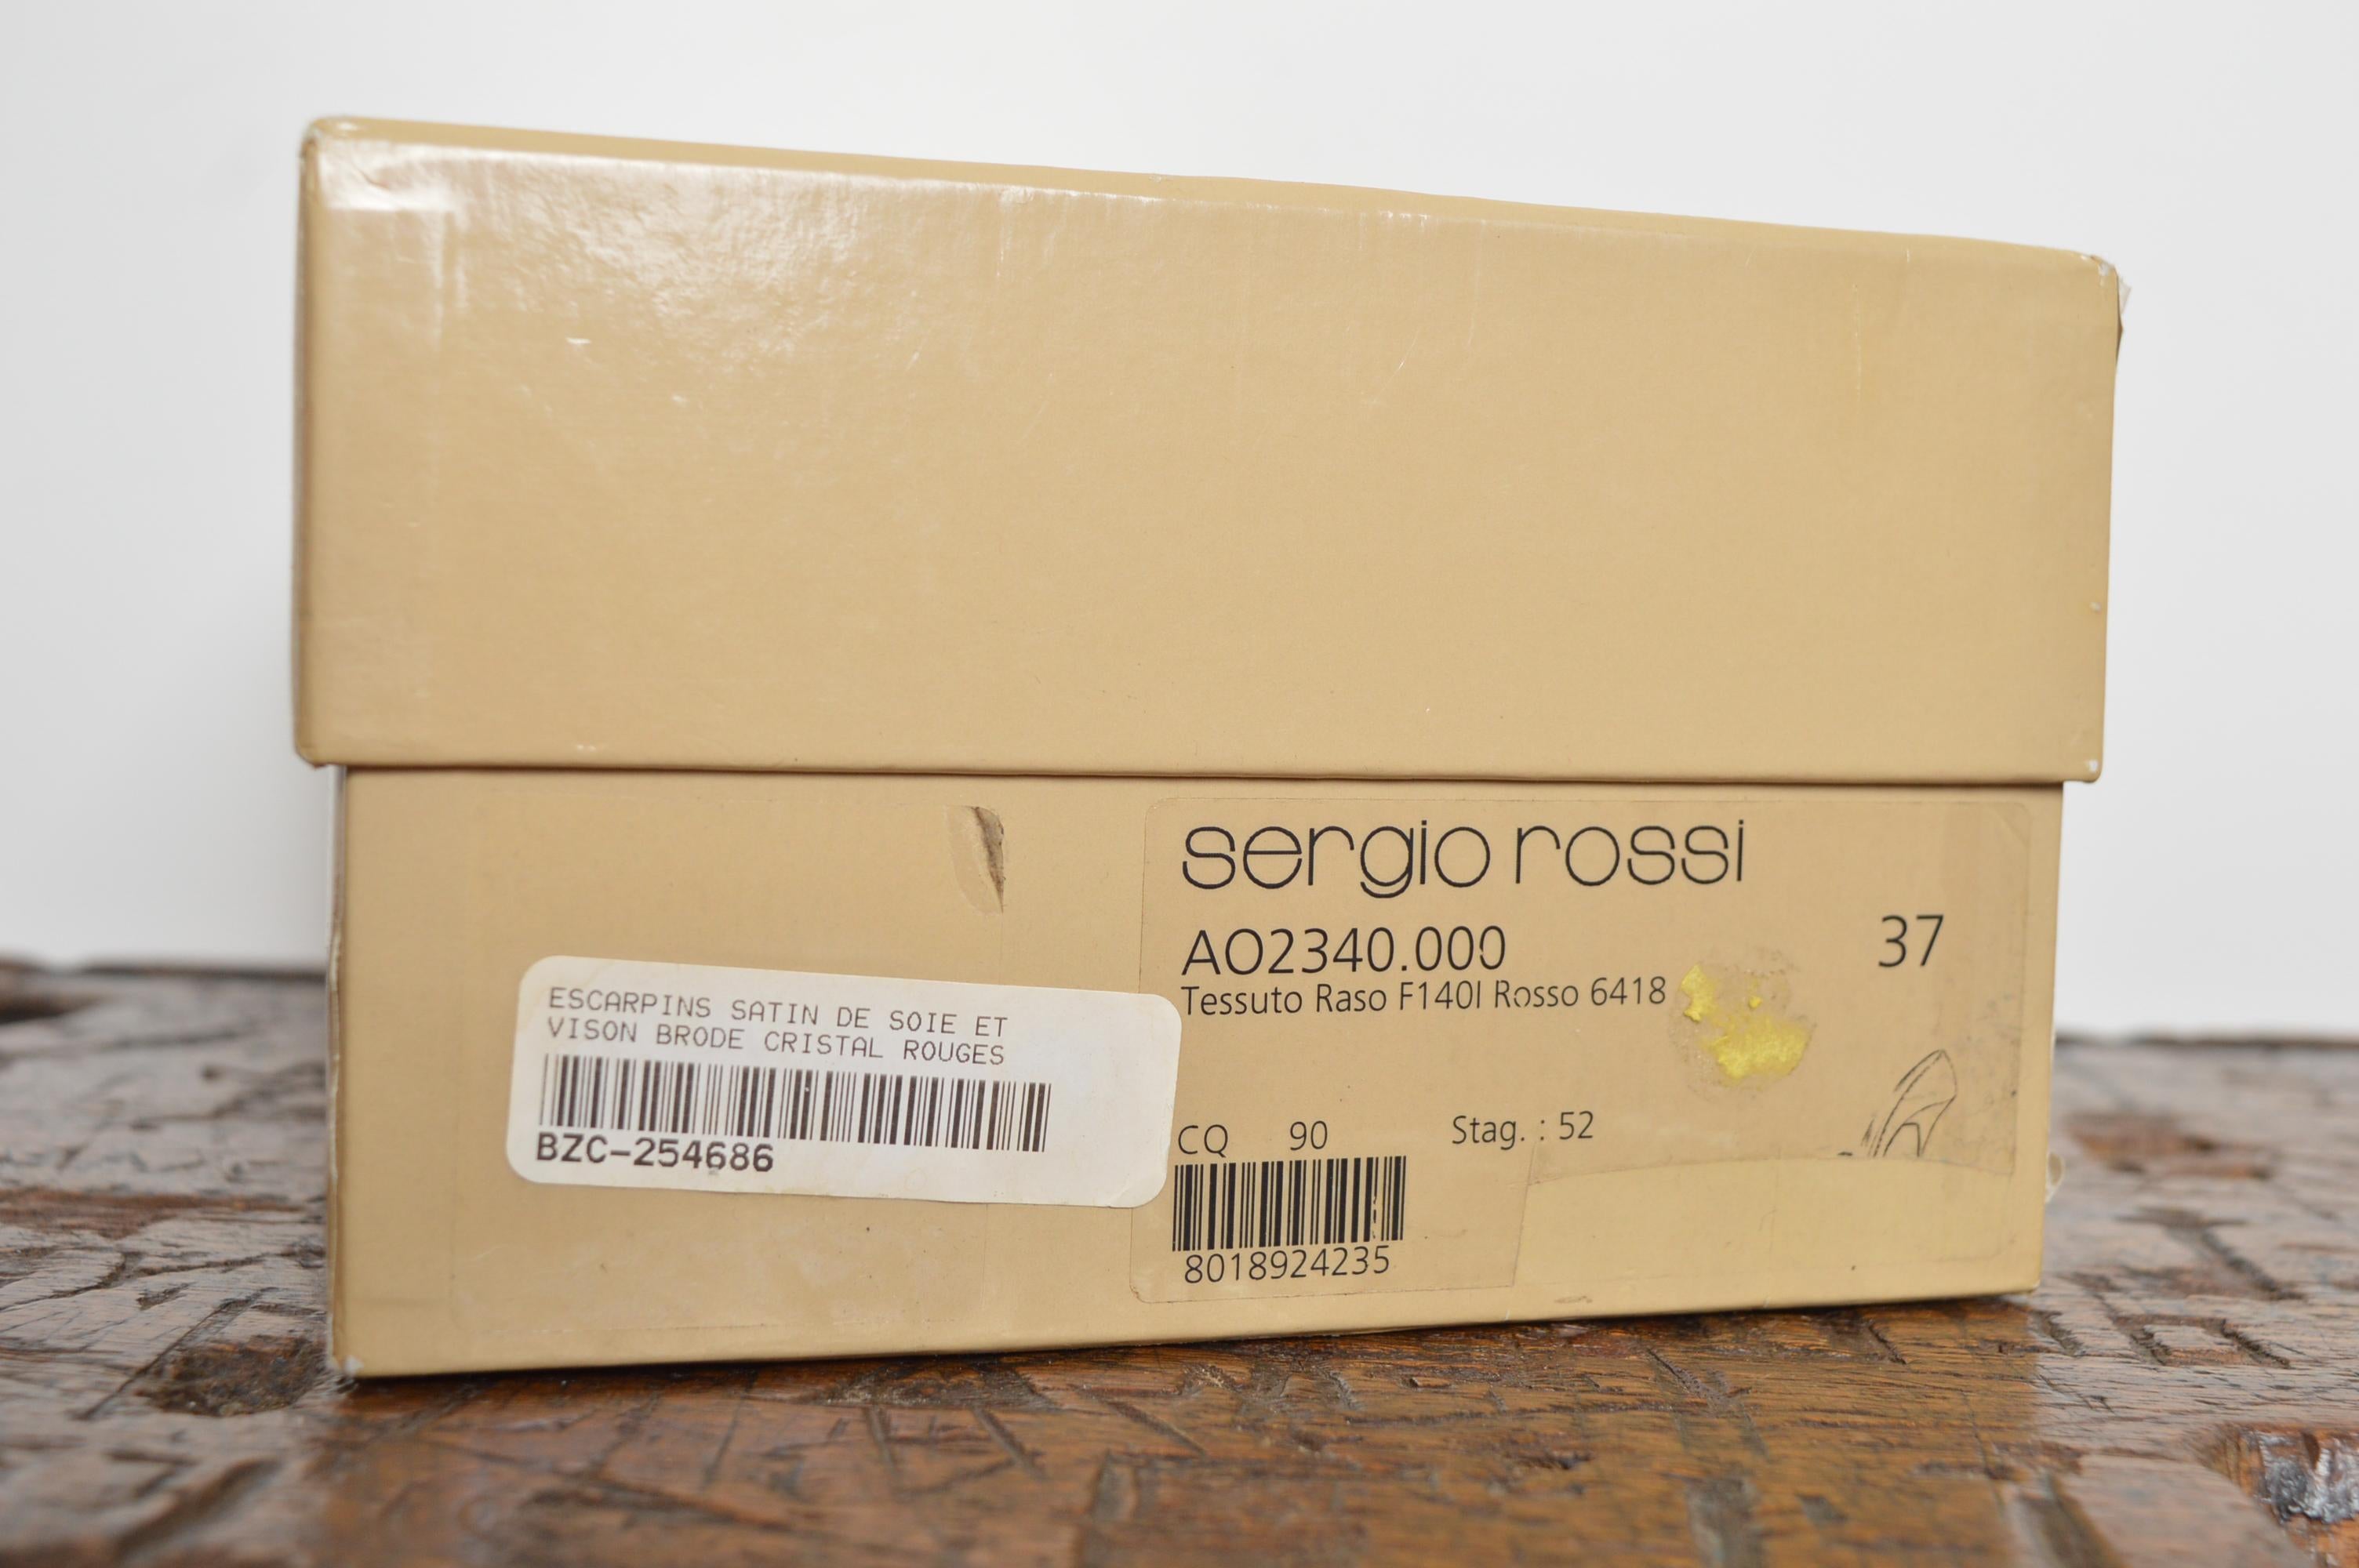 sergio rossi
AO2340.000
37
Tessuto Raso F140I Rosso 6418
CQ 90 Stag. : 52
8018924235
ESCARPINS SATIN DE SOIE ET
VISON BRODE CRISTAL ROUGES
BZC-254686